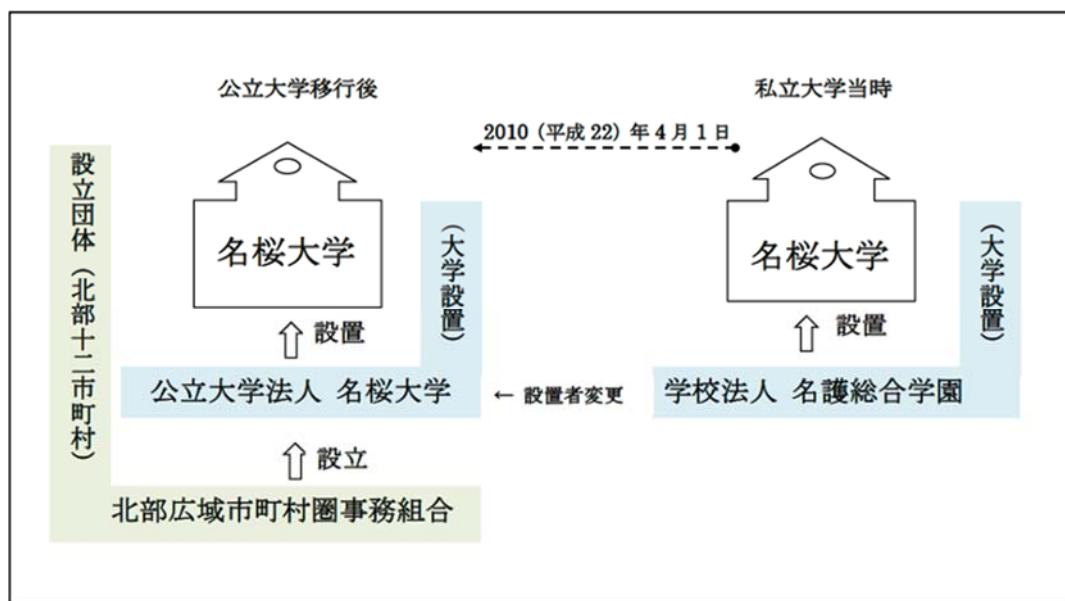 公立大学移行後
私立大学当時
2010 (平成 22) 年 4 月 1 日
設立団体（北部十二市町村）
名桜大学
（大学設置）
名桜大学
（大学設置）
設置
設置
公立大学法人 名桜大学
← 設置者変更
学校法人 名護総合学園
設立
北部広域市町村圏事務組合